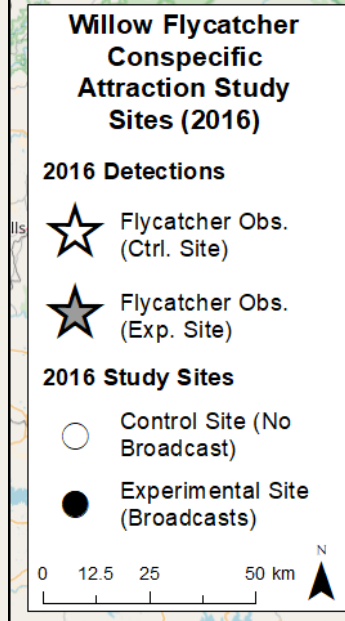 Willow Flycatcher
Conspecific
Attraction Study
Sites (2016)
2016 Detections
Flycatcher Obs.
(Ctrl. Site)
Flycatcher Obs.
(Exp. Site)
2016 Study Sites
Control Site (No
Broadcast)
Experimental Site
(Broadcasts)
N
0 12.5 25 50 km
lls